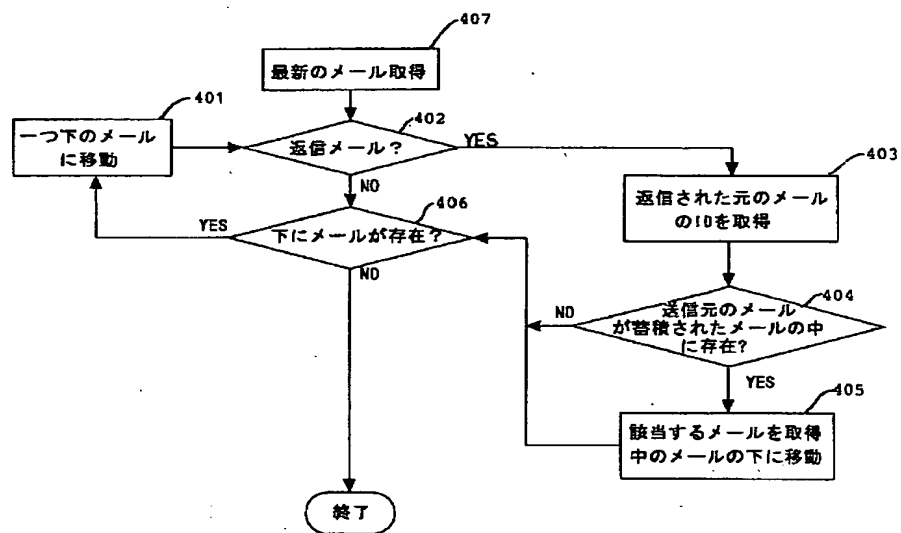 407
最新のメール取得
401
一つ下のメール
に移動
402
返信メール？
YES
NO
403
返信された元のメール
のIDを取得
406
下にメールが存在？
YES
NO
404
送信元のメール
が蓄積されたメールの中
に存在?
NO
YES
405
該当するメールを取得
中のメールの下に移動
終了